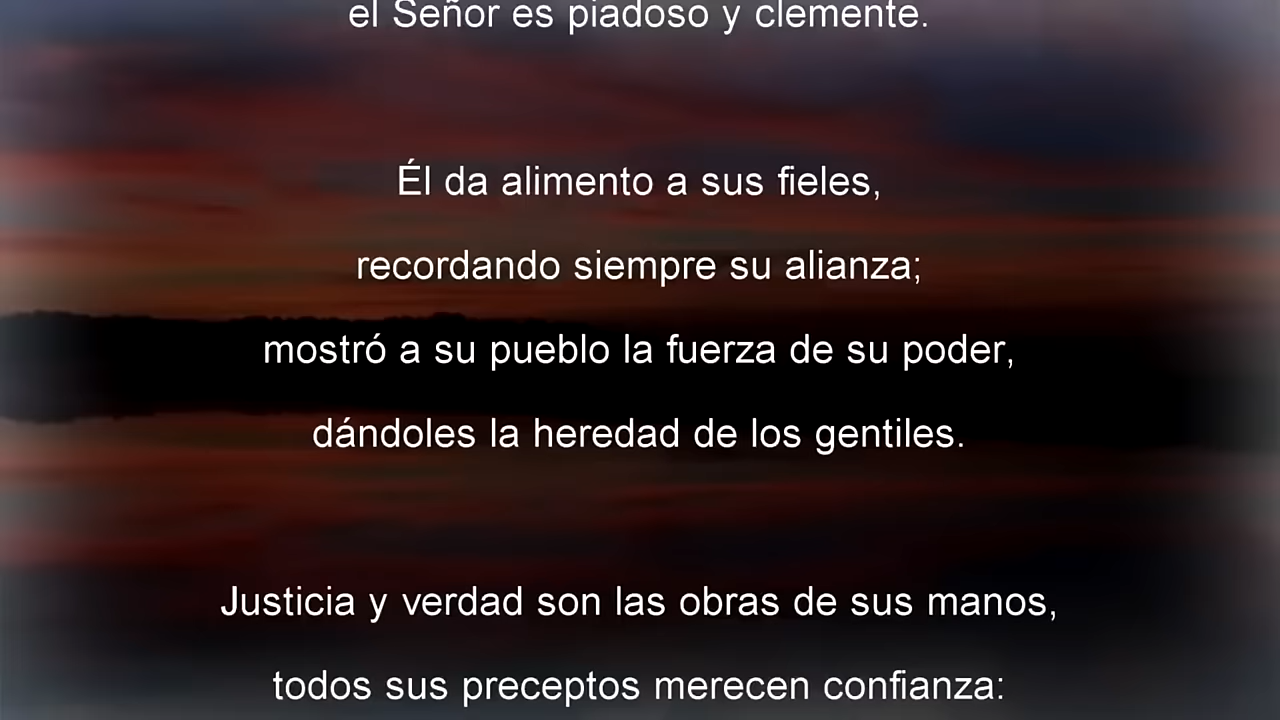 el Señor es piadoso y clemente.
Él da alimento a sus fieles,
recordando siempre su alianza;
mostró a su pueblo la fuerza de su poder,
dándoles la heredad de los gentiles.
Justicia y verdad son las obras de sus manos,
todos sus preceptos merecen confianza: